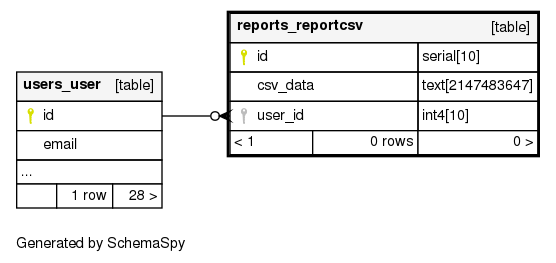 reports_reportcsv [table]
id serial[10]
csv_data text[2147483647]
user_id int4[10]
< 1 0 rows 0 >
users_user [table]
id
email
...
1 row 28 >
Generated by SchemaSpy